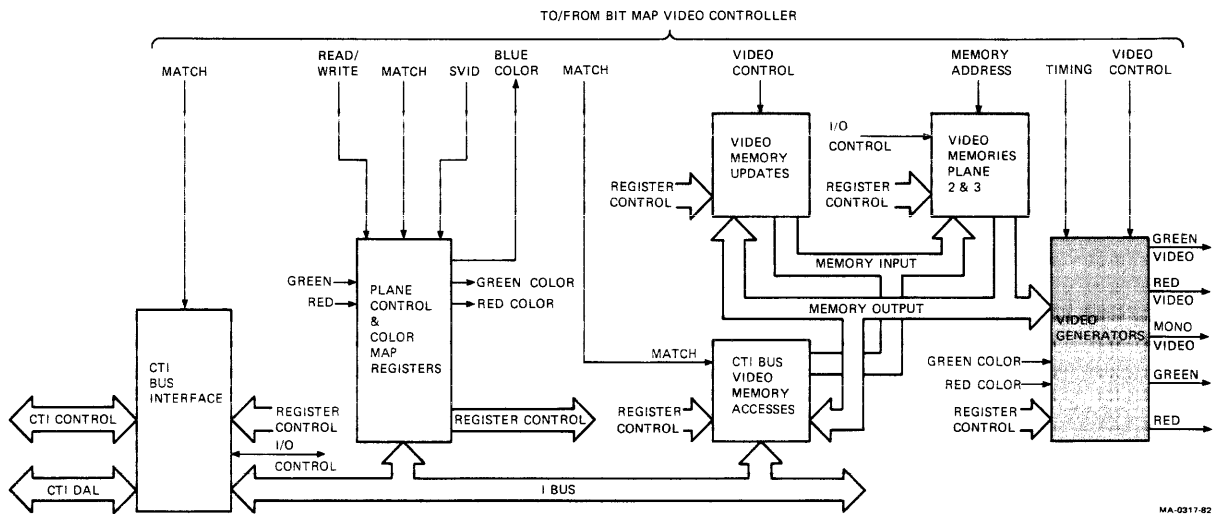 TO/FROM BIT MAP VIDEO CONTROLLER
MATCH
READ/
WRITE
MATCH
SVID
BLUE
COLOR
MATCH
VIDEO
CONTROL
MEMORY
ADDRESS
TIMING
VIDEO
CONTROL
I/O
CONTROL
VIDEO
MEMORY
UPDATES
VIDEO
MEMORIES
PLANE
2 & 3
REGISTER
CONTROL
REGISTER
CONTROL
MEMORY INPUT
MEMORY OUTPUT
GREEN
RED
PLANE
CONTROL
&
COLOR
MAP
REGISTERS
GREEN COLOR
RED COLOR
GREEN
VIDEO
RED
VIDEO
MONO
VIDEO
GREEN
RED
VIDEO
GENERATORS
GREEN COLOR
RED COLOR
REGISTER
CONTROL
CTI
BUS
INTERFACE
MATCH
CTI BUS
VIDEO
MEMORY
ACCESSES
REGISTER
CONTROL
CTI CONTROL
REGISTER
CONTROL
REGISTER CONTROL
I/O
CONTROL
CTI DAL
I BUS
MA-0317-82